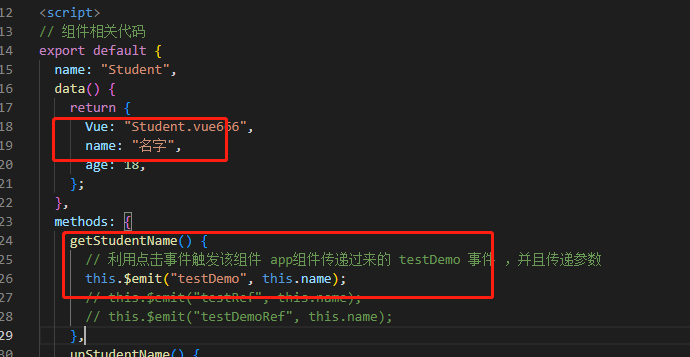 12 <script>
13 // 组件相关代码
14 export default {
15 name: "Student",
16 data() {
17 return {
18 Vue: "Student.vue666",
19 name: "名字",
20 age: 18,
21 };
22 },
23 methods: {
24 getStudentName() {
25 // 利用点击事件触发该组件 app组件传递过来的 testDemo 事件 ，并且传递参数
26 this.$emit("testDemo", this.name);
27 // this.$emit("testRef", this.name);
28 // this.$emit("testDemoRef", this.name);
29 },
30 unStudentName() {